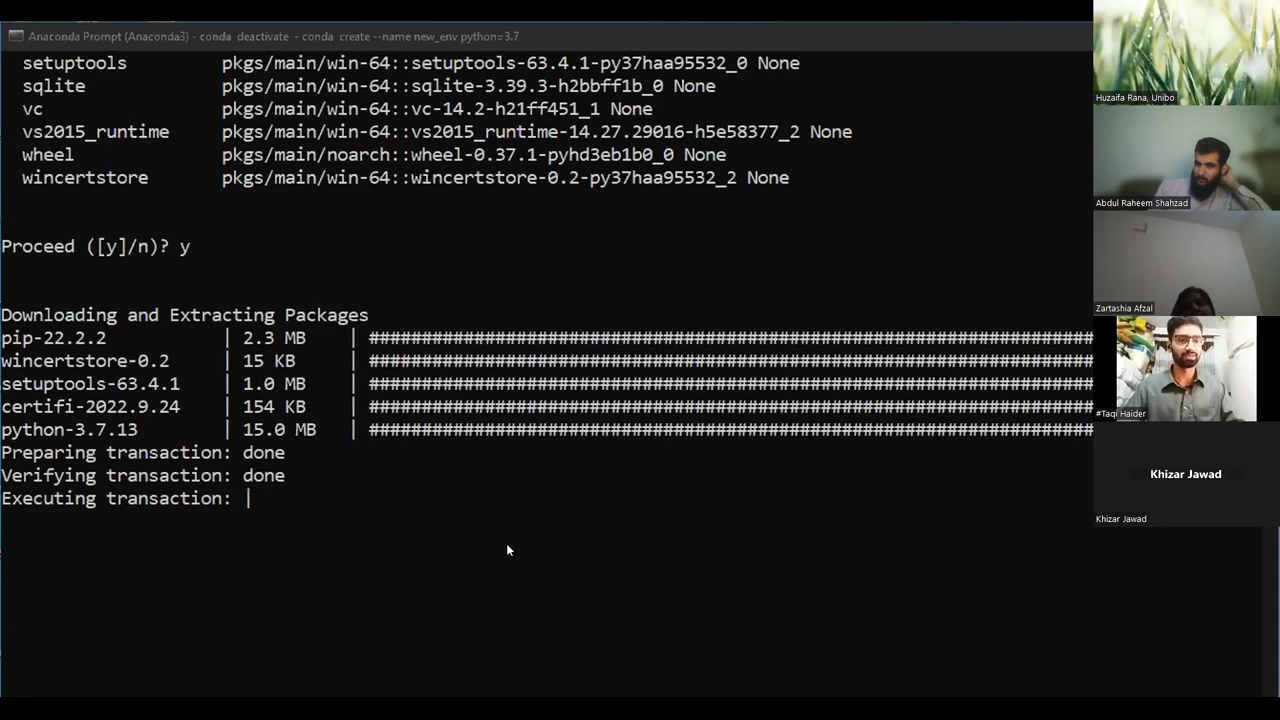 Anaconda Prompt (Anaconda3) - conda deactivate - conda create --name new_env python=3.7
setuptools pkgs/main/win-64::setuptools-63.4.1-py37haa95532_0 None
sqlite pkgs/main/win-64::sqlite-3.39.3-h2bbff1b_0 None
vc pkgs/main/win-64::vc-14.2-h21ff451_1 None
vs2015_runtime pkgs/main/win-64::vs2015_runtime-14.27.29016-h5e58377_2 None
wheel pkgs/main/noarch::wheel-0.37.1-pyhd3eb1b0_0 None
wincertstore pkgs/main/win-64::wincertstore-0.2-py37haa95532_2 None
Proceed ([y]/n)? y
Downloading and Extracting Packages
pip-22.2.2 | 2.3 MB | ##################################################################
wincertstore-0.2 | 15 KB | ##################################################################
setuptools-63.4.1 | 1.0 MB | ##################################################################
certifi-2022.9.24 | 154 KB | ##################################################################
python-3.7.13 | 15.0 MB | ##################################################################
Preparing transaction: done
Verifying transaction: done
Executing transaction: |
Huzaifa Rana, Unibo
Abdul Raheem Shahzad
Zartashia Afzal
#Taqi Haider
Khizar Jawad
Khizar Jawad